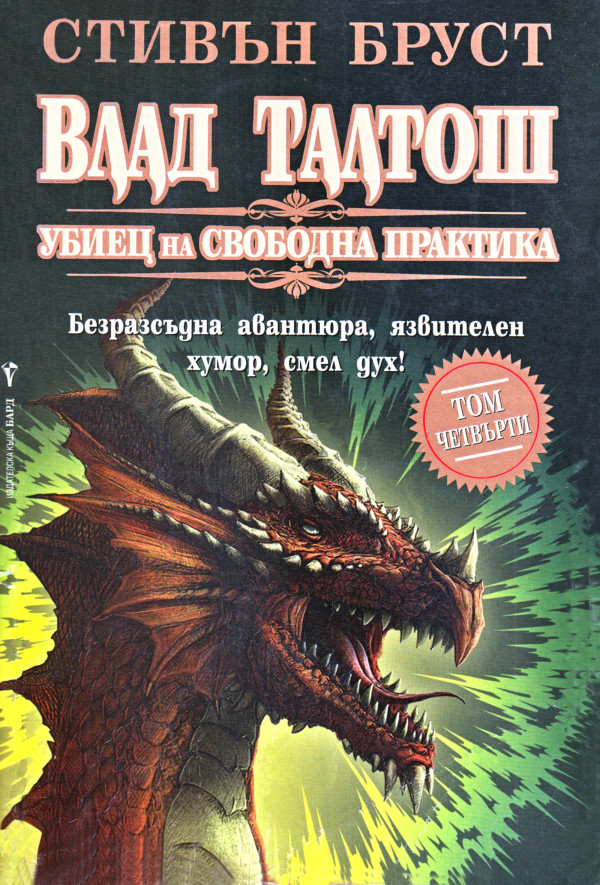 СТИВЪН БРУСТ
ВЛАД ТАЛТОШ
УБИЕЦ НА СВОБОДНА ПРАКТИКА
Безразсъдна авантюра, язвителен
хумор, смел дух!
ТОМ
ЧЕТВЪРТИ
ИЗДАТЕЛСКА КЪЩА БАРД